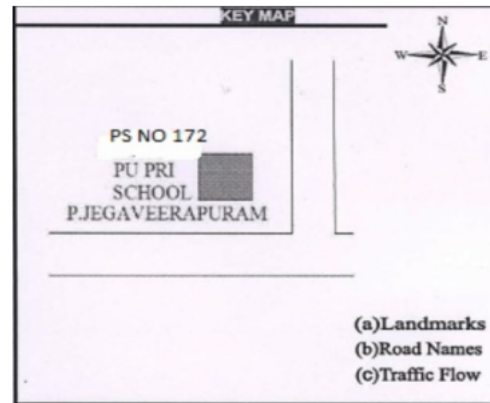 KEY MAP
N
W
E
S
PS NO 172
PU PRI
SCHOOL
P.JEGAVEERAPURAM
(a)Landmarks
(b)Road Names
(c)Traffic Flow